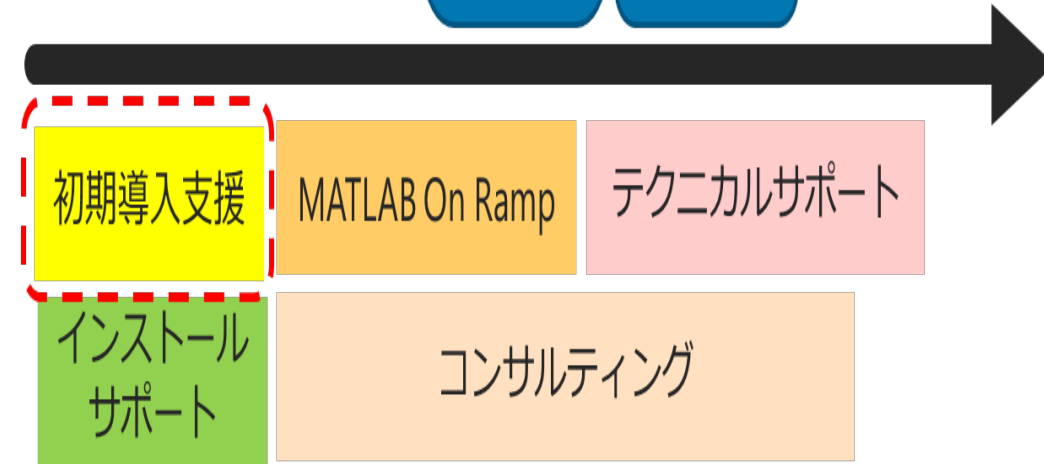 初期導入支援
MATLAB On Ramp
テクニカルサポート
インストール
サポート
コンサルティング